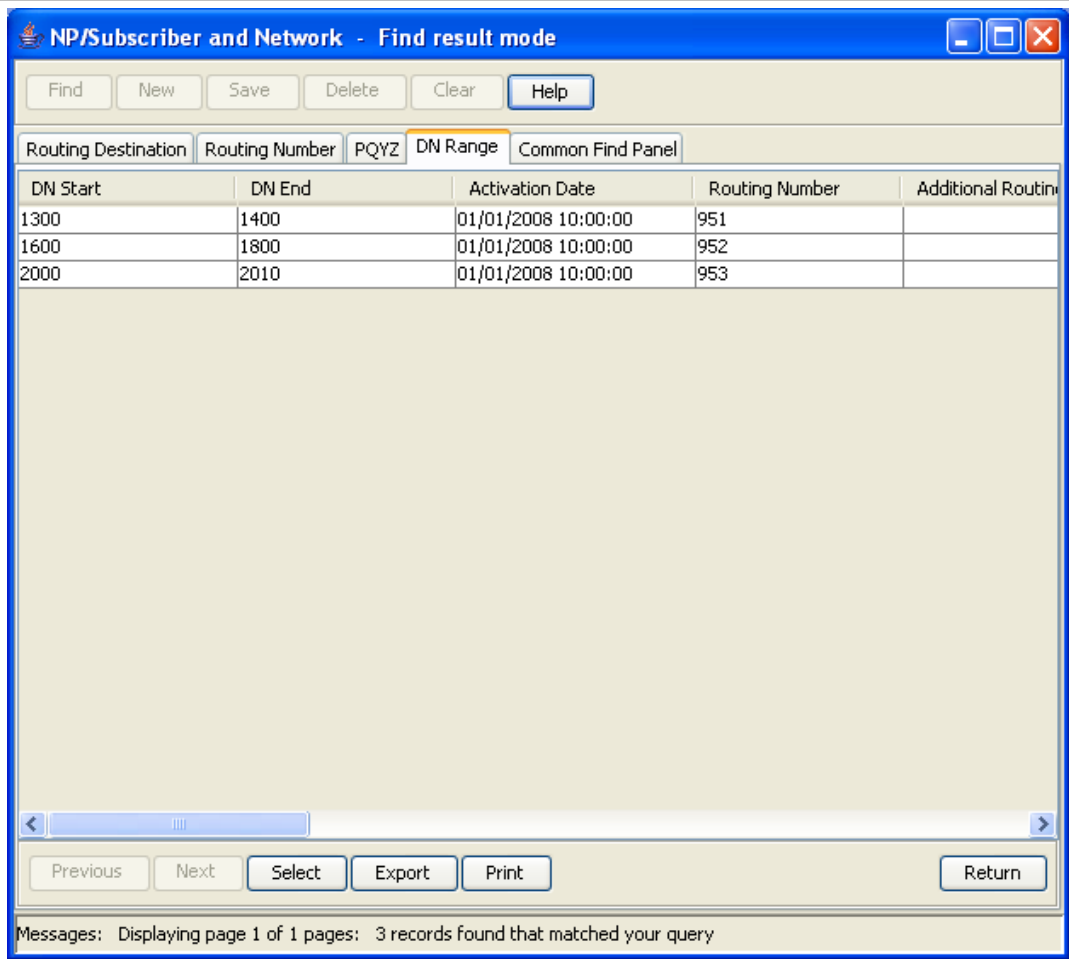 NP/Subscriber and Network - Find result mode
Find New Save Delete Clear Help
Routing Destination Routing Number PQYZ DN Range Common Find Panel
DN Start DN End Activation Date Routing Number Additional Routin
1300 1400 01/01/2008 10:00:00 951
1600 1800 01/01/2008 10:00:00 952
2000 2010 01/01/2008 10:00:00 953
Previous Next Select Export Print Return
Messages: Displaying page 1 of 1 pages: 3 records found that matched your query